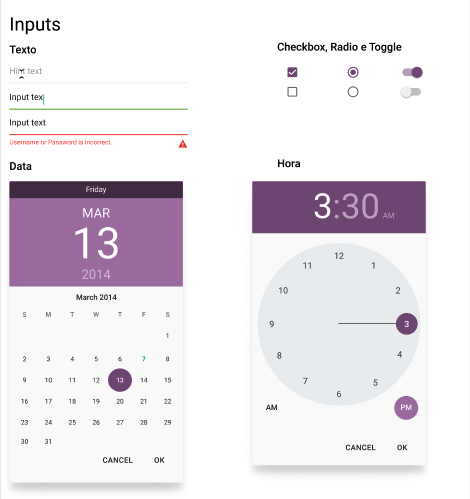 Inputs
Texto
Hint text
Input text
Input text
Username or Password is incorrect.
Checkbox, Radio e Toggle
Data
Friday
MAR
13
2014
March 2014
S M T W T F S
1
2 3 4 5 6 7 8
9 10 11 12 13 14 15
16 17 18 19 20 21 22
23 24 25 26 27 28 29
30 31
CANCEL OK
Hora
3:30 AM
12
11 1
10 2
9 3
8 4
7 5
6
AM PM
CANCEL OK